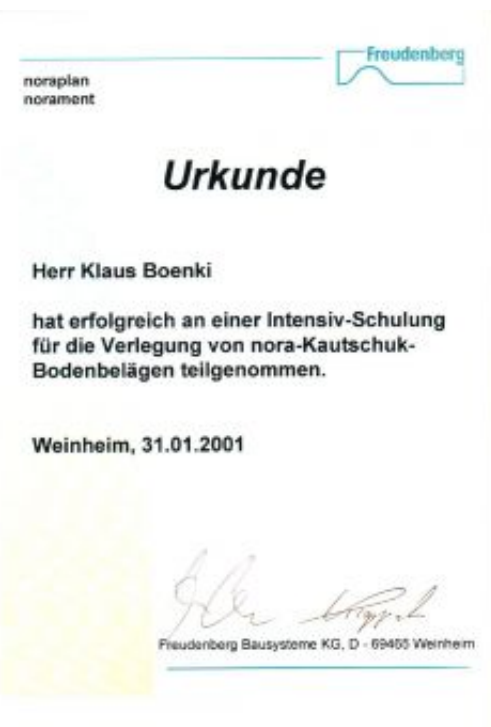 Freudenberg
noraplan
norament
Urkunde
Herr Klaus Boenki
hat erfolgreich an einer Intensiv-Schulung
für die Verlegung von nora-Kautschuk-
Bodenbelägen teilgenommen.
Weinheim, 31.01.2001
Freudenberg Bausysteme KG, D - 69465 Weinheim